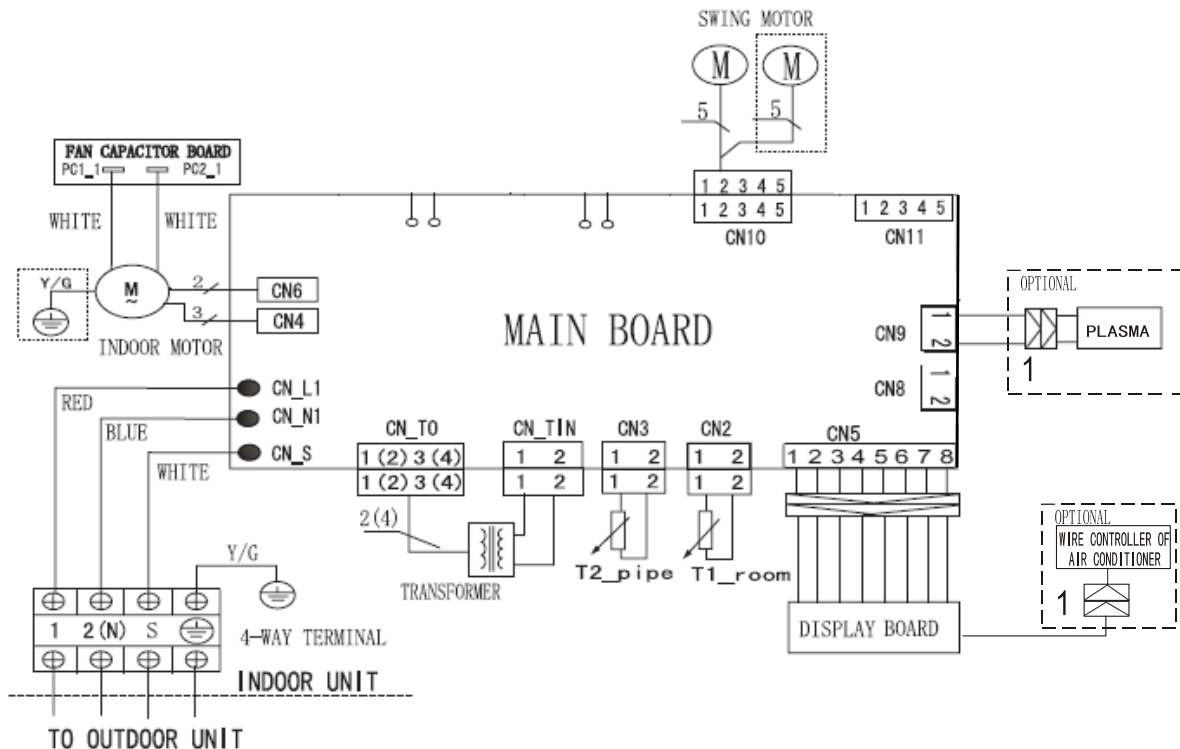 SWING MOTOR
M M
5 5
FAN CAPACITOR BOARD
PC1_1 PC2_1
WHITE WHITE
1 2 3 4 5
1 2 3 4 5
CN10
1 2 3 4 5
CN11
Y/G
M
~
2
CN6
3
CN4
INDOOR MOTOR
MAIN BOARD
CN9
1
2
OPTIONAL
PLASMA
1
CN8
1
2
CN_L1
RED
CN_N1
BLUE
CN_S
WHITE
CN_TO
1 (2) 3 (4)
1 (2) 3 (4)
CN_TIN
1 2
1 2
CN3
1 2
1 2
CN2
1 2
1 2
CN5
1 2 3 4 5 6 7 8
2(4)
TRANSFORMER
T2_pipe
T1_room
DISPLAY BOARD
OPTIONAL
WIRE CONTROLLER OF
AIR CONDITIONER
1
Y/G
1 2(N) S
4-WAY TERMINAL
INDOOR UNIT
TO OUTDOOR UNIT